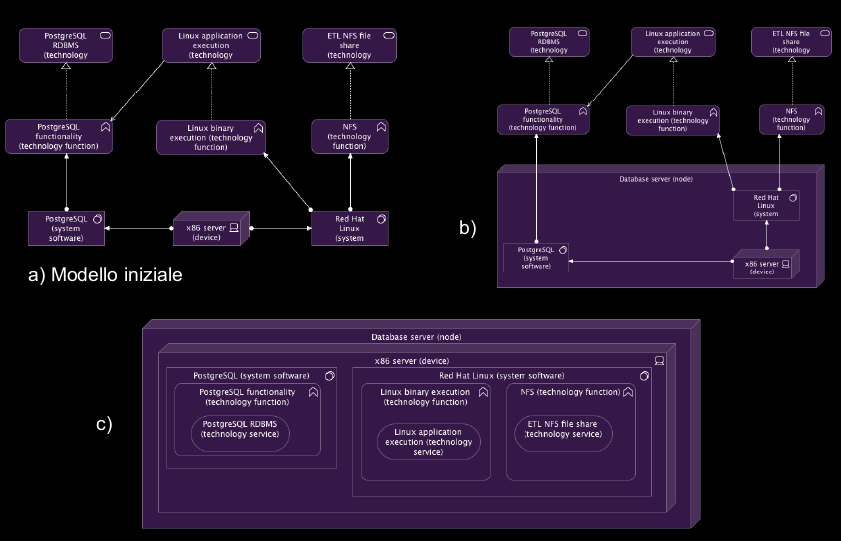 PostgreSQL
RDBMS
(technology
Linux application
execution
(technology
ETL NFS file
share
(technology
PostgreSQL
functionality
(technology function)
Linux binary
execution (technology
function)
NFS
(technology
function)
PostgreSQL
(system
software)
x86 server
(device)
Red Hat
Linux
(system
a) Modello iniziale
PostgreSQL
RDBMS
(technology
Linux application
execution
(technology
ETL NFS file
share
(technology
PostgreSQL
functionality
(technology function)
Linux binary
execution (technology
function)
NFS
(technology
function)
Database server (node)
Red Hat
Linux
(system
b)
PostgreSQL
(system
software)
x86 server
(device)
Database server (node)
x86 server (device)
PostgreSQL (system software)
Red Hat Linux (system software)
PostgreSQL functionality
(technology function)
Linux binary execution
(technology function)
NFS (technology function)
c)
PostgreSQL RDBMS
(technology service)
Linux application
execution (technology
service)
ETL NFS file share
(technology service)